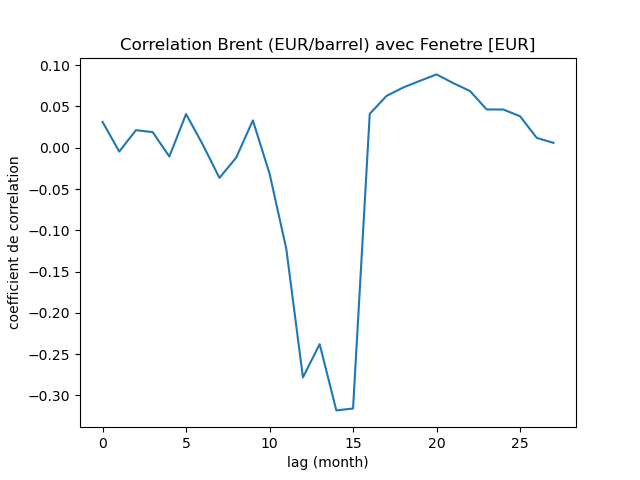 Correlation Brent (EUR/barrel) avec Fenetre [EUR]
0.10
0.05
0.00
−0.05
−0.10
−0.15
−0.20
−0.25
−0.30
coefficient de correlation
0 5 10 15 20 25
lag (month)